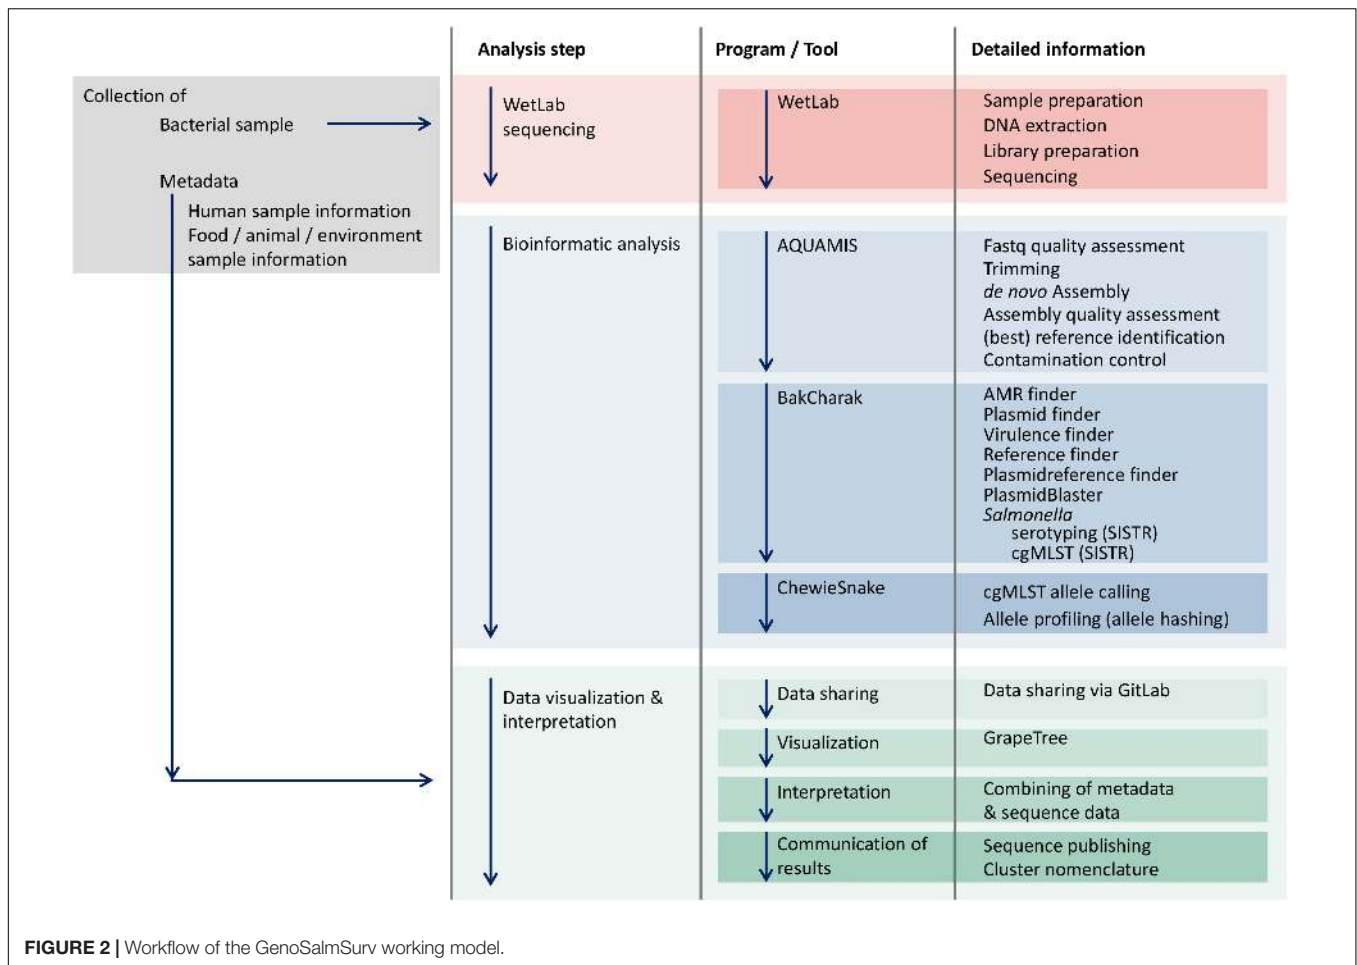 Analysis step
Program / Tool
Detailed information
Collection of
Bacterial sample
Metadata
Human sample information
Food / animal / environment
sample information
WetLab
sequencing
WetLab
Sample preparation
DNA extraction
Library preparation
Sequencing
Bioinformatic analysis
AQUAMIS
Fastq quality assessment
Trimming
de novo Assembly
Assembly quality assessment
(best) reference identification
Contamination control
BakCharak
AMR finder
Plasmid finder
Virulence finder
Reference finder
Plasmidreference finder
PlasmidBlaster
Salmonella
serotyping (SISTR)
cgMLST (SISTR)
ChewieSnake
cgMLST allele calling
Allele profiling (allele hashing)
Data visualization &
interpretation
Data sharing
Data sharing via GitLab
Visualization
GrapeTree
Interpretation
Combining of metadata
& sequence data
Communication of
results
Sequence publishing
Cluster nomenclature
FIGURE 2 | Workflow of the GenoSalmSurv working model.